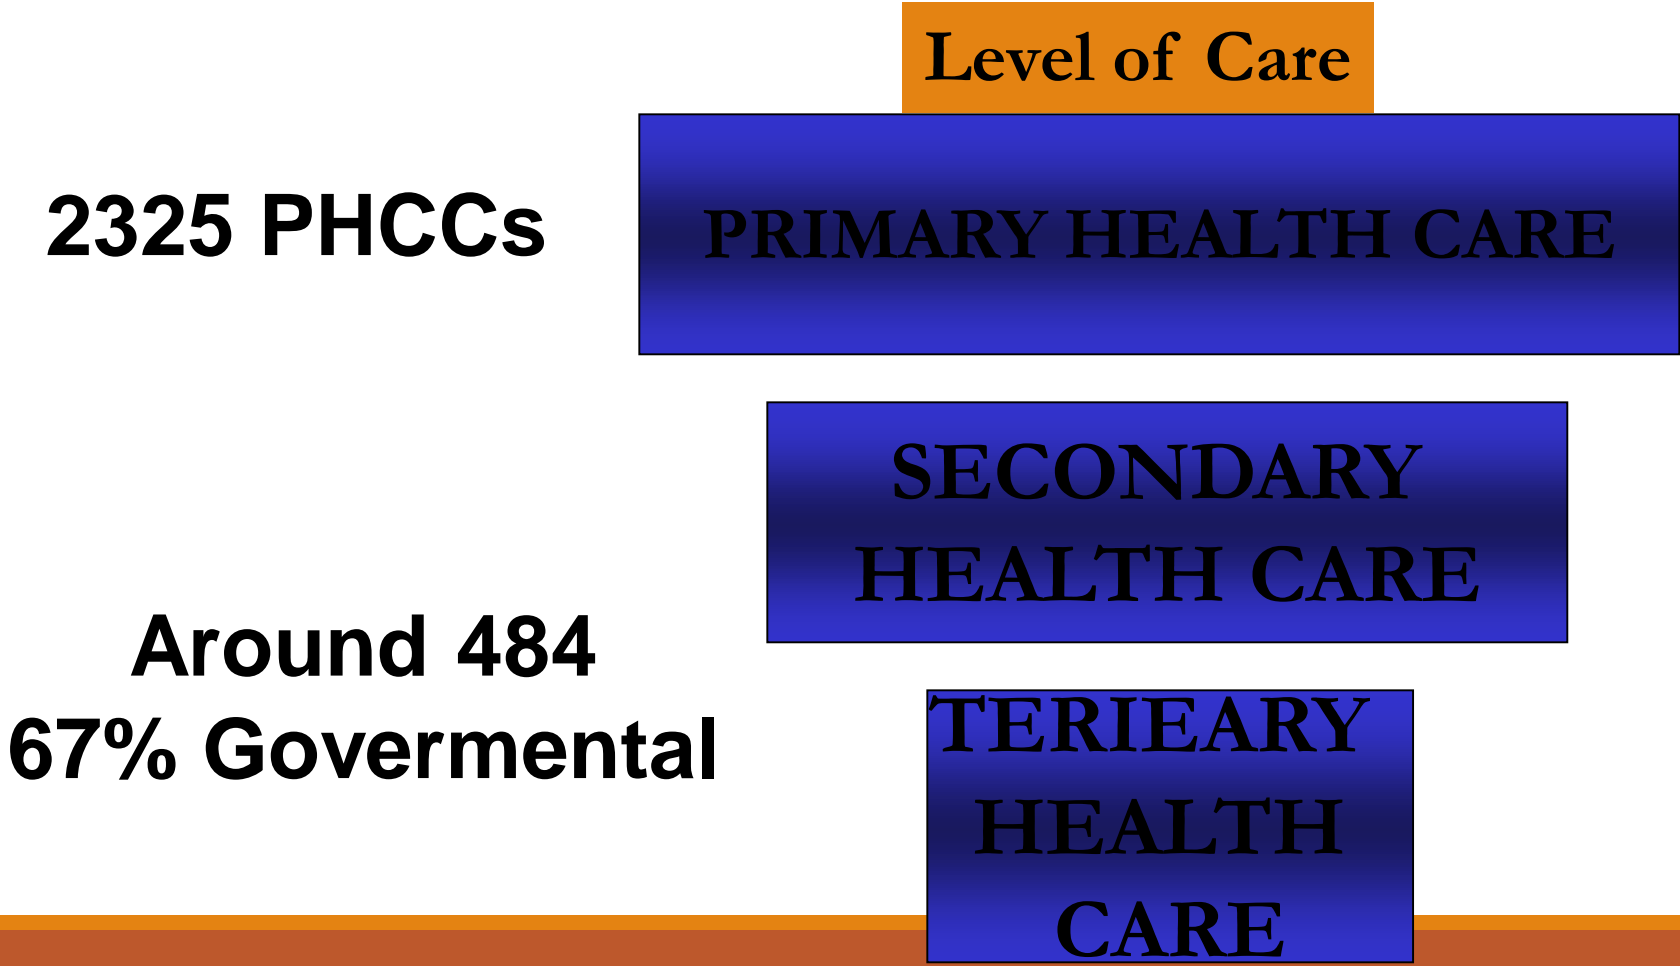 Level of Care
2325 PHCCs
PRIMARY HEALTH CARE
SECONDARY
HEALTH CARE
Around 484
67% Govermental
TERIEARY
HEALTH
CARE